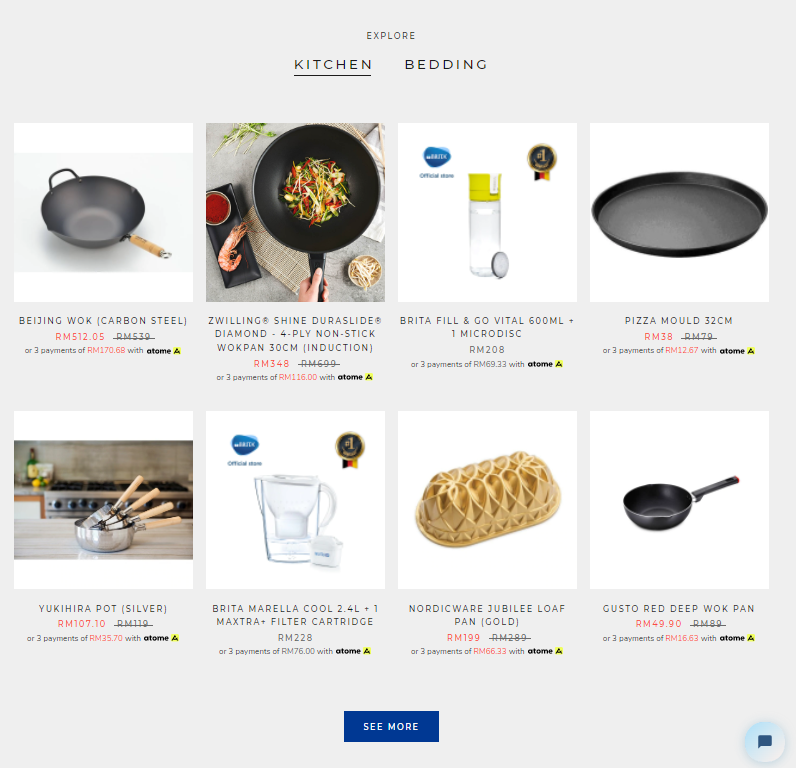 EXPLORE
KITCHEN
BEDDING
BRITA
Official store
#1
BEIJING WOK (CARBON STEEL)
RM512.05 RM539
or 3 payments of RM170.68 with atome
ZWILLING® SHINE DURASLIDE®
DIAMOND - 4-PLY NON-STICK
WOKPAN 30CM (INDUCTION)
RM348 RM699
or 3 payments of RM116.00 with atome
BRITA FILL & GO VITAL 600ML +
1 MICRODISC
RM208
or 3 payments of RM69.33 with atome
PIZZA MOULD 32CM
RM38 RM79
or 3 payments of RM12.67 with atome
BRITA
Official store
#1
YUKIHIRA POT (SILVER)
RM107.10 RM119
or 3 payments of RM35.70 with atome
BRITA MARELLA COOL 2.4L + 1
MAXTRA+ FILTER CARTRIDGE
RM228
or 3 payments of RM76.00 with atome
NORDICWARE JUBILEE LOAF
PAN (GOLD)
RM199 RM289
or 3 payments of RM66.33 with atome
GUSTO RED DEEP WOK PAN
RM49.90 RM89
or 3 payments of RM16.63 with atome
SEE MORE